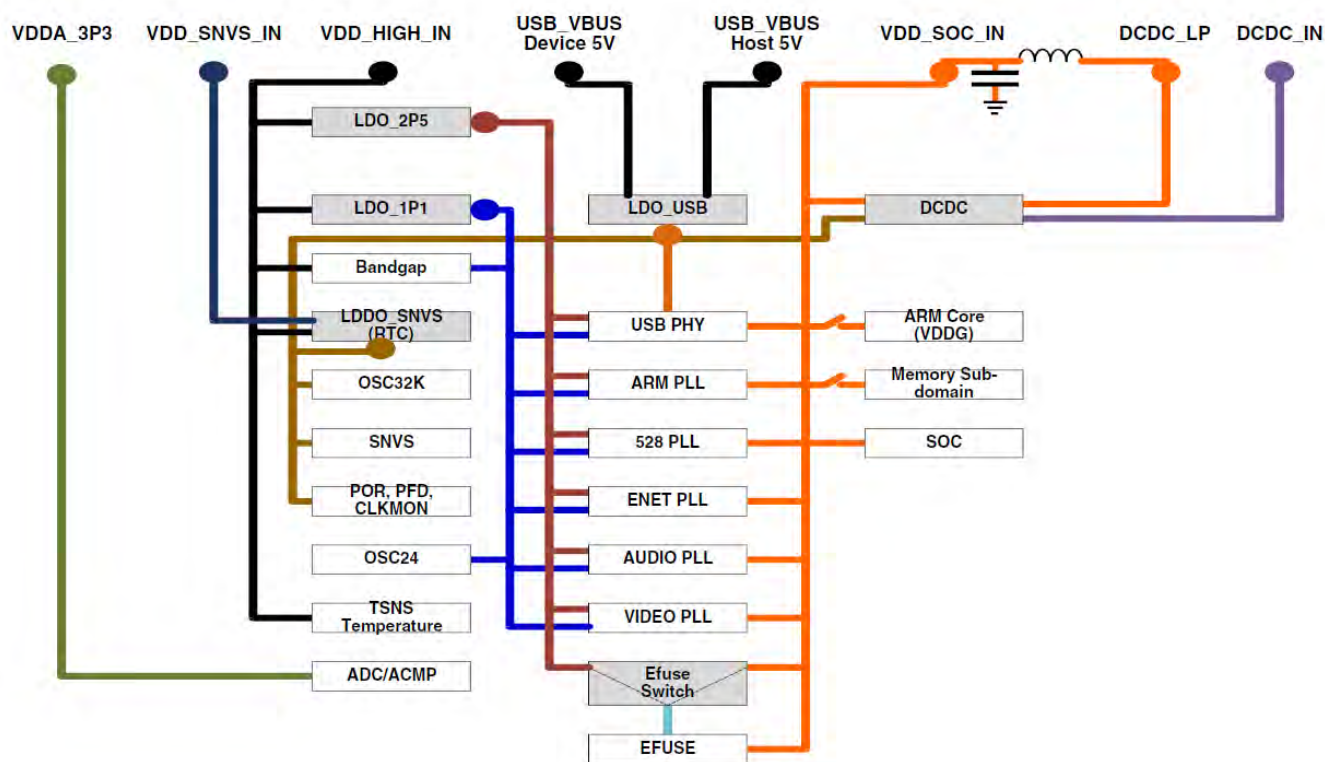 VDDA_3P3
VDD_SNVS_IN
VDD_HIGH_IN
USB_VBUS
Device 5V
USB_VBUS
Host 5V
VDD_SOC_IN
DCDC_LP
DCDC_IN
LDO_2P5
LDO_1P1
LDO_USB
DCDC
Bandgap
LDDO_SNVS
(RTC)
USB PHY
ARM Core
(VDDG)
OSC32K
ARM PLL
Memory Sub-
domain
SNVS
528 PLL
SOC
POR, PFD,
CLKMON
ENET PLL
OSC24
AUDIO PLL
TSNS
Temperature
VIDEO PLL
ADC/ACMP
Efuse
Switch
EFUSE